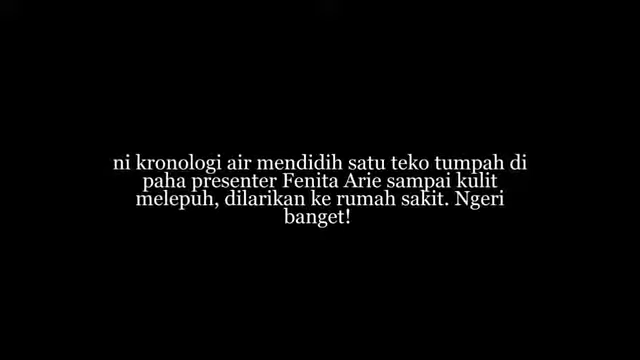 ni kronologi air mendidih satu teko tumpah di
paha presenter Fenita Arie sampai kulit
melepuh, dilarikan ke rumah sakit. Ngeri
banget!